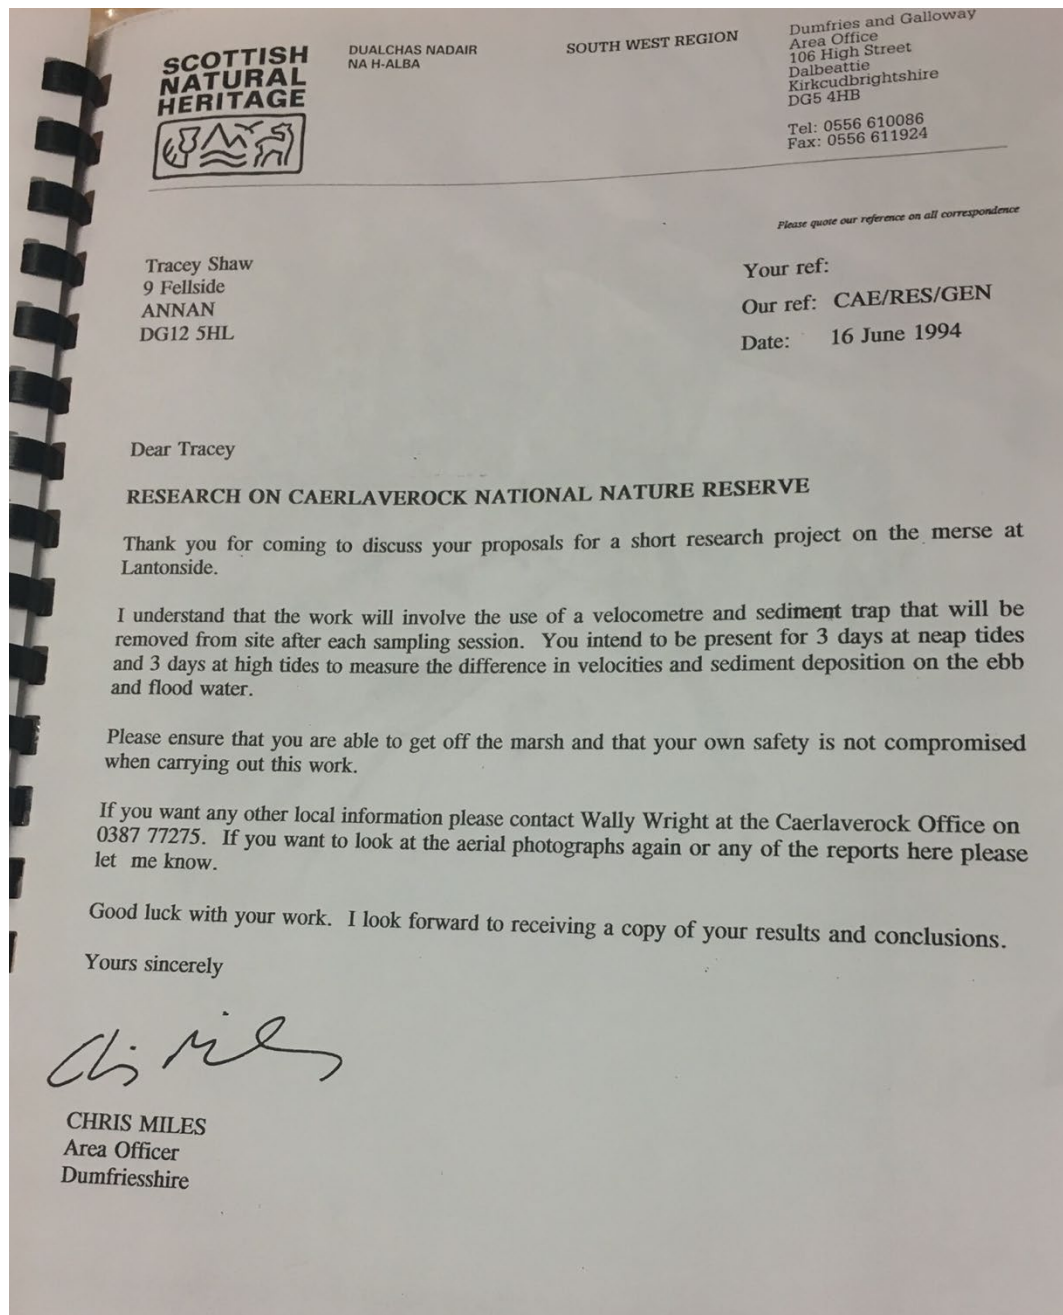 SCOTTISH
NATURAL
HERITAGE
DUALCHAS NADAIR
NA H-ALBA
SOUTH WEST REGION
Dumfries and Galloway
Area Office
106 High Street
Dalbeattie
Kirkcudbrightshire
DG5 4HB
Tel: 0556 610086
Fax: 0556 611924
Please quote our reference on all correspondence
Tracey Shaw
9 Fellside
ANNAN
DG12 5HL
Your ref:
Our ref: CAE/RES/GEN
Date: 16 June 1994
Dear Tracey
RESEARCH ON CAERLAVEROCK NATIONAL NATURE RESERVE
Thank you for coming to discuss your proposals for a short research project on the merse at
Lantonside.
I understand that the work will involve the use of a velocometre and sediment trap that will be
removed from site after each sampling session. You intend to be present for 3 days at neap tides
and 3 days at high tides to measure the difference in velocities and sediment deposition on the ebb
and flood water.
Please ensure that you are able to get off the marsh and that your own safety is not compromised
when carrying out this work.
If you want any other local information please contact Wally Wright at the Caerlaverock Office on
0387 77275. If you want to look at the aerial photographs again or any of the reports here please
let me know.
Good luck with your work. I look forward to receiving a copy of your results and conclusions.
Yours sincerely
Chris Miles
CHRIS MILES
Area Officer
Dumfriesshire